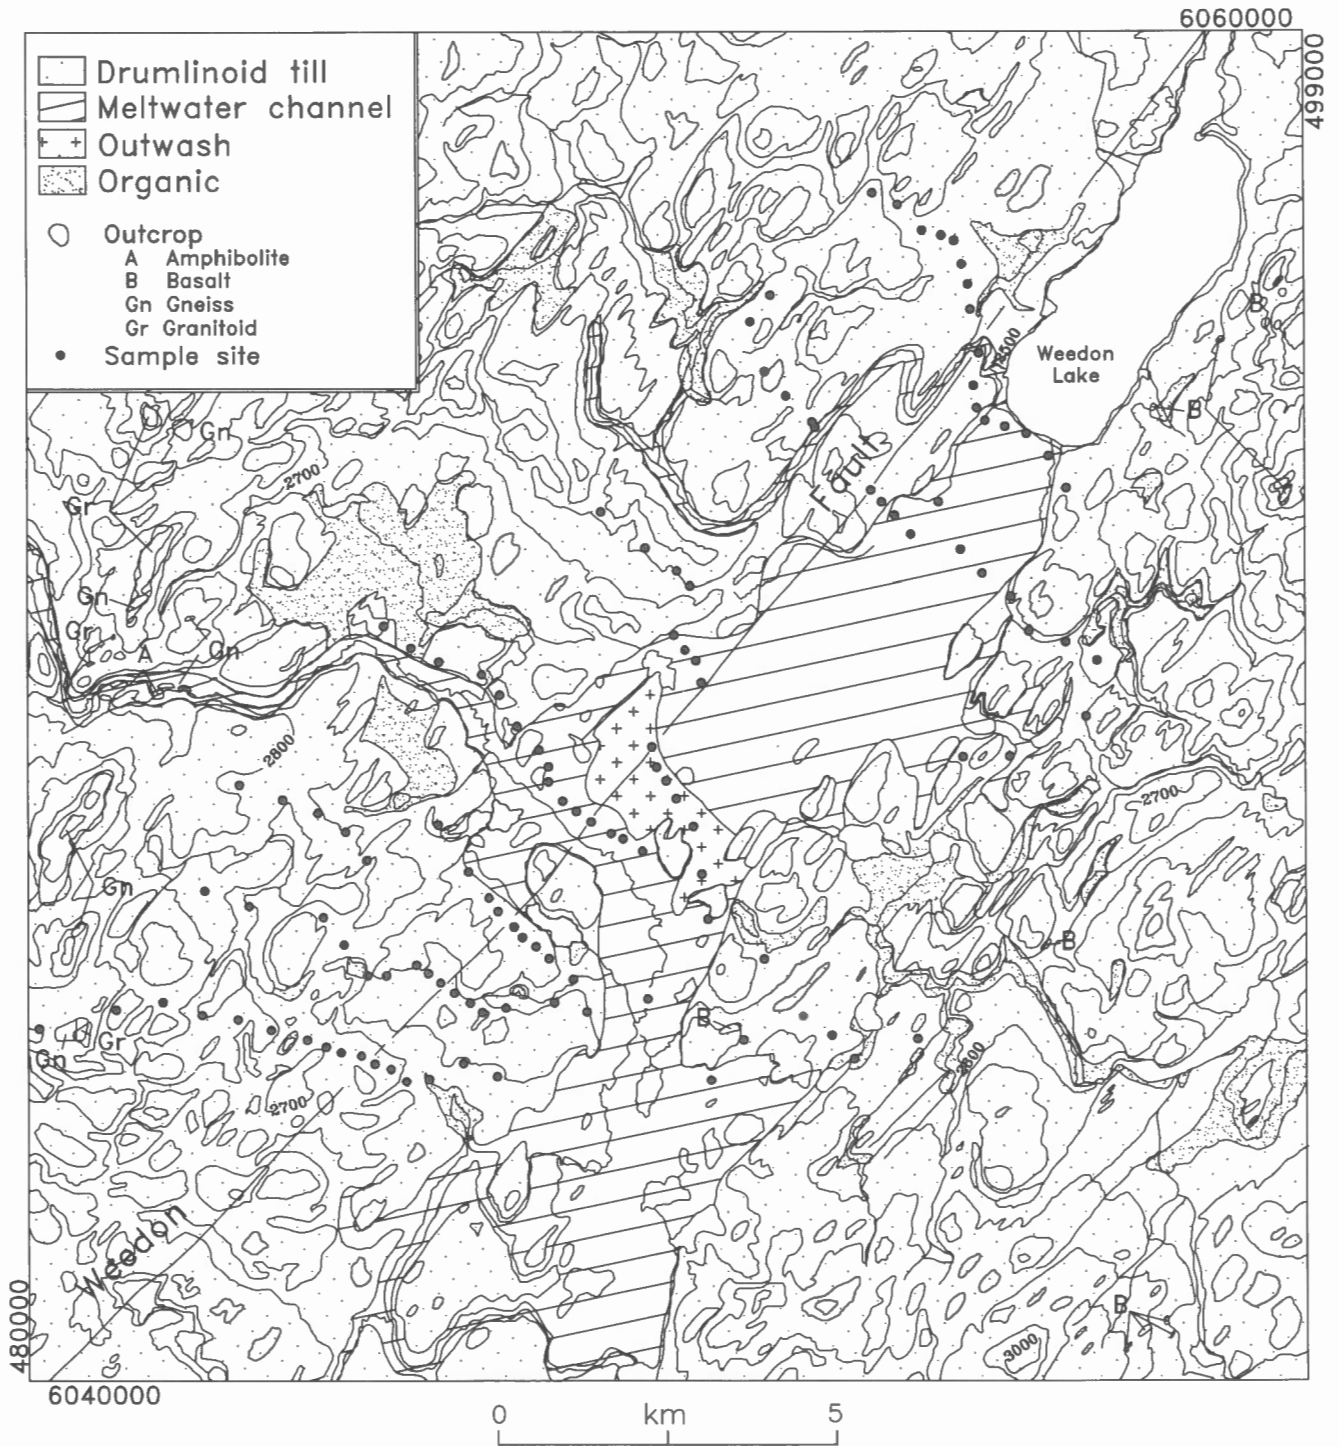 6060000
499000
Drumlinoid till
Meltwater channel
Outwash
Organic
Outcrop
A Amphibolite
B Basalt
Gn Gneiss
Gr Granitoid
Sample site
B
2500
Weedon
Lake
B
Gn
2700
Fault
Gr
B
Gn
Gr
A
Gn
2800
2700
Gn
B
B
Gr
Gn
2800
2700
Weedon
480000
B
3000
6040000
0 km 5